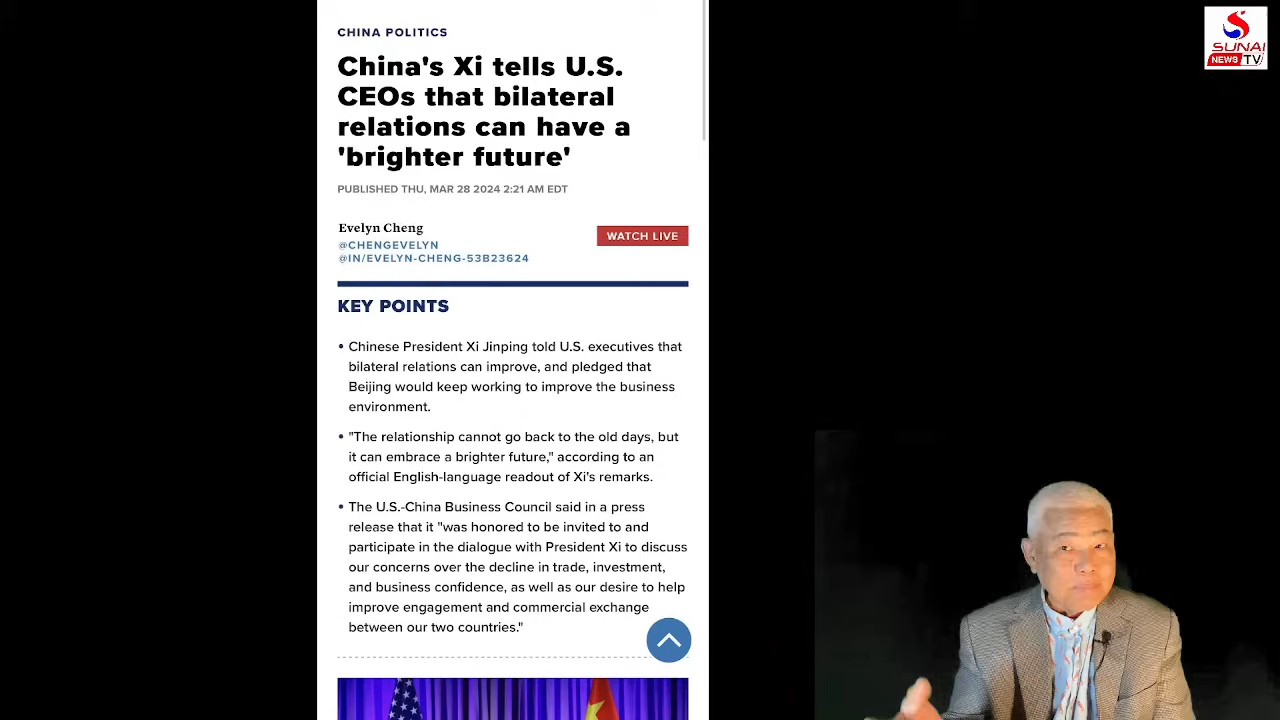 CHINA POLITICS
China's Xi tells U.S.
CEOs that bilateral
relations can have a
'brighter future'
PUBLISHED THU, MAR 28 2024 2:21 AM EDT
Evelyn Cheng
@CHENGEVELYN
@IN/EVELYN-CHENG-53B23624
WATCH LIVE
KEY POINTS
• Chinese President Xi Jinping told U.S. executives that
bilateral relations can improve, and pledged that
Beijing would keep working to improve the business
environment.
• "The relationship cannot go back to the old days, but
it can embrace a brighter future," according to an
official English-language readout of Xi's remarks.
• The U.S.-China Business Council said in a press
release that it "was honored to be invited to and
participate in the dialogue with President Xi to discuss
our concerns over the decline in trade, investment,
and business confidence, as well as our desire to help
improve engagement and commercial exchange
between our two countries."
SUNAI
NEWS TV